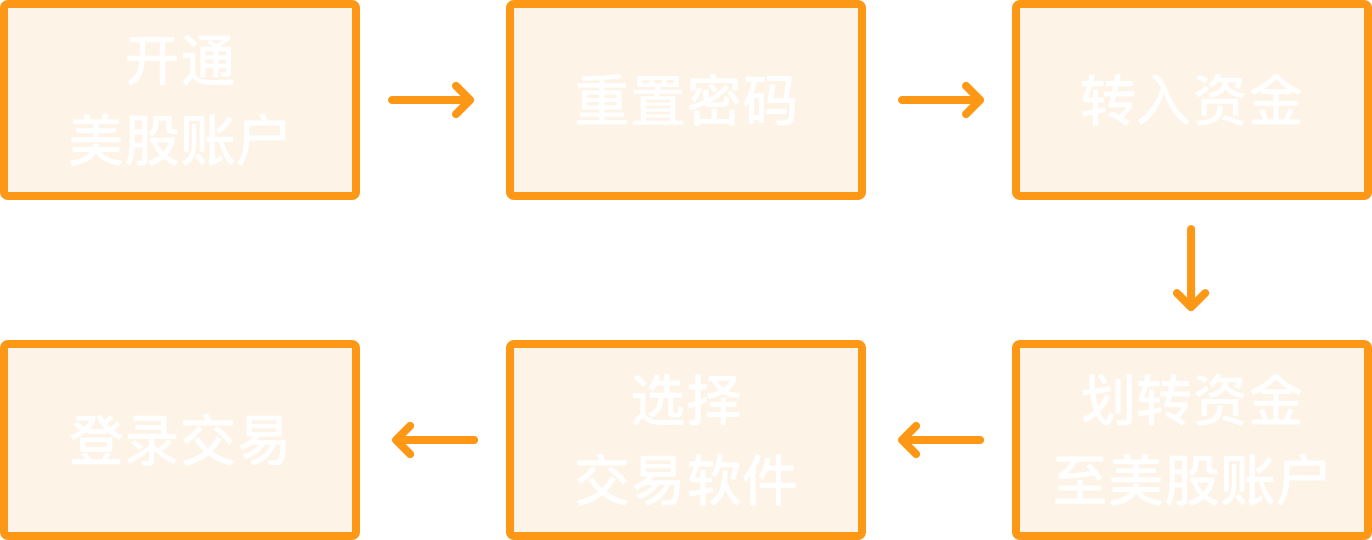 开通
美股账户
重置密码
转入资金
划转资金
至美股账户
选择
交易软件
登录交易